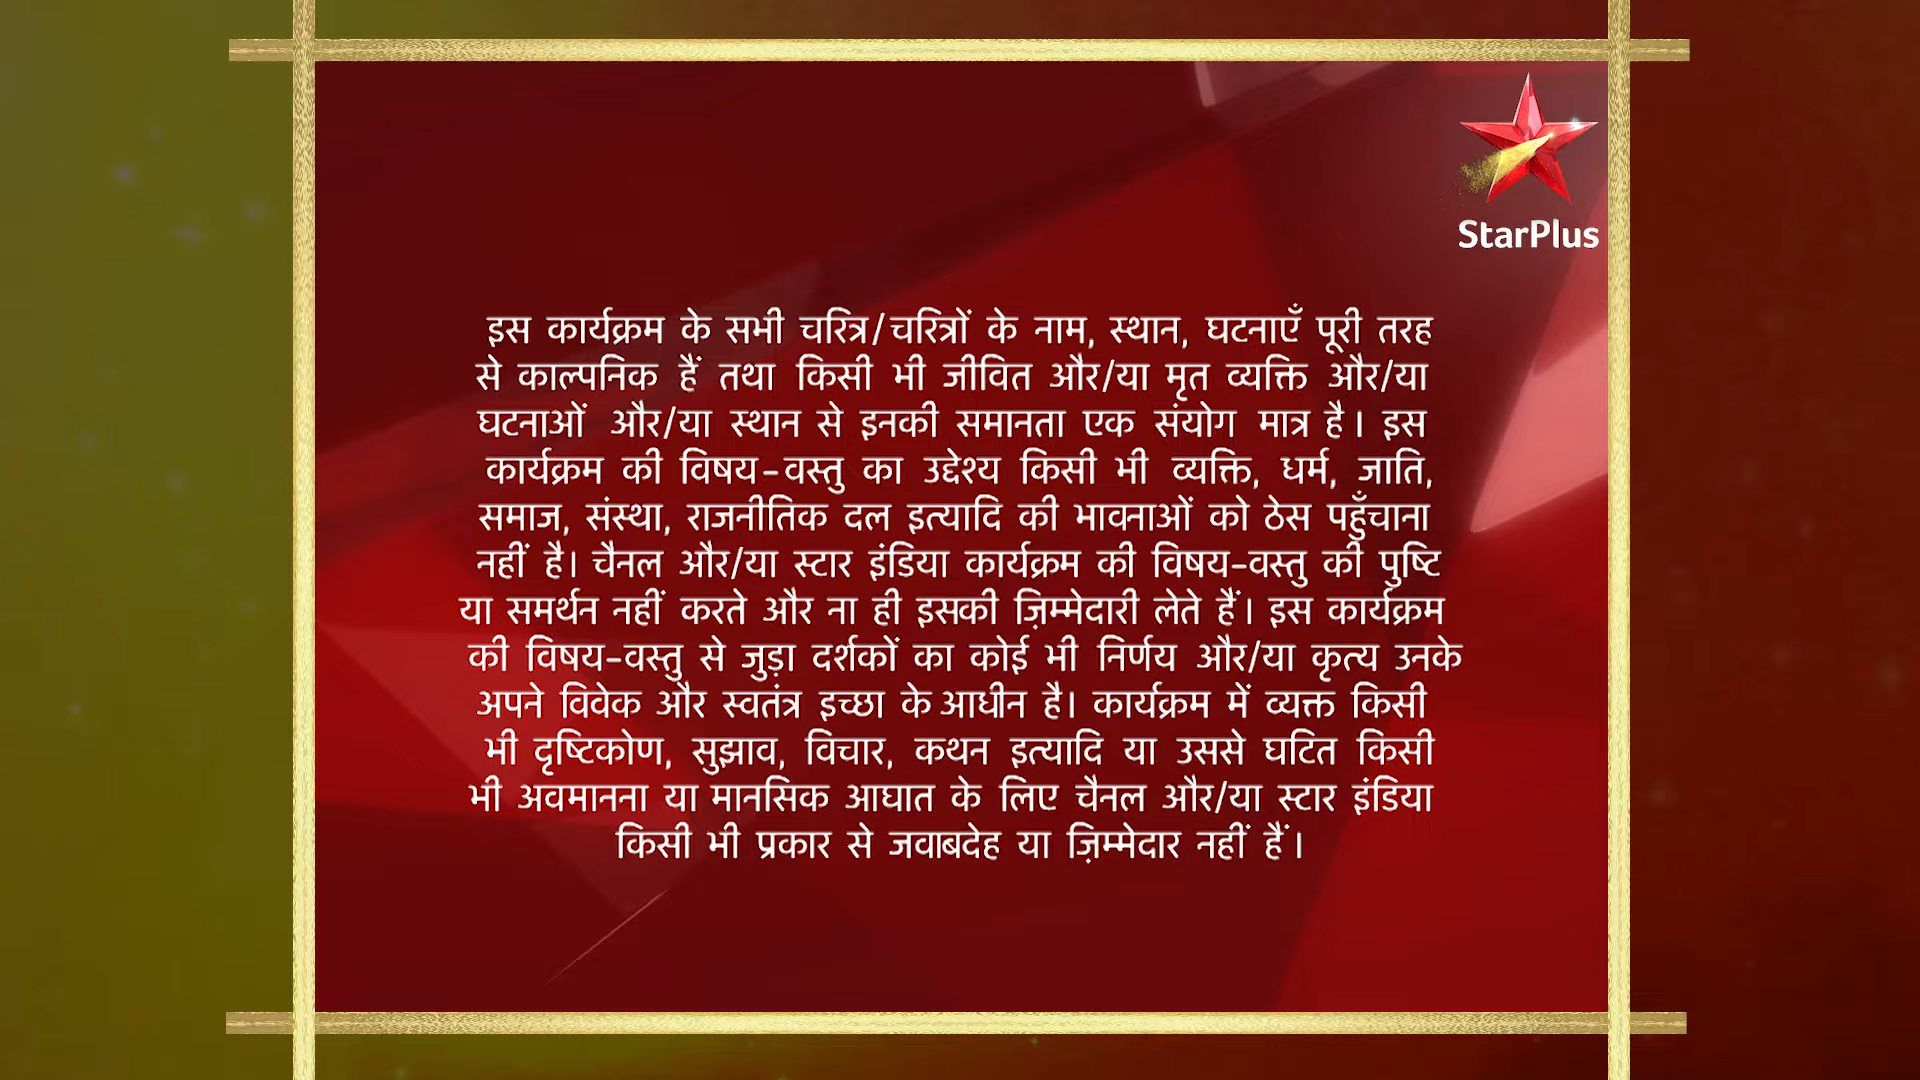 StarPlus
इस कार्यक्रम के सभी चरित्र/चरित्रों के नाम, स्थान, घटनाएँ पूरी तरह
से काल्पनिक हैं तथा किसी भी जीवित और/या मृत व्यक्ति और/या
घटनाओं और/या स्थान से इनकी समानता एक संयोग मात्र है। इस
कार्यक्रम की विषय-वस्तु का उद्देश्य किसी भी व्यक्ति, धर्म, जाति,
समाज, संस्था, राजनीतिक दल इत्यादि की भावनाओं को ठेस पहुँचाना
नहीं है। चैनल और/या स्टार इंडिया कार्यक्रम की विषय-वस्तु की पुष्टि
या समर्थन नहीं करते और ना ही इसकी ज़िम्मेदारी लेते हैं। इस कार्यक्रम
की विषय-वस्तु से जुड़ा दर्शकों का कोई भी निर्णय और/या कृत्य उनके
अपने विवेक और स्वतंत्र इच्छा के आधीन है। कार्यक्रम में व्यक्त किसी
भी दृष्टिकोण, सुझाव, विचार, कथन इत्यादि या उससे घटित किसी
भी अवमानना या मानसिक आघात के लिए चैनल और/या स्टार इंडिया
किसी भी प्रकार से जवाबदेह या ज़िम्मेदार नहीं हैं।